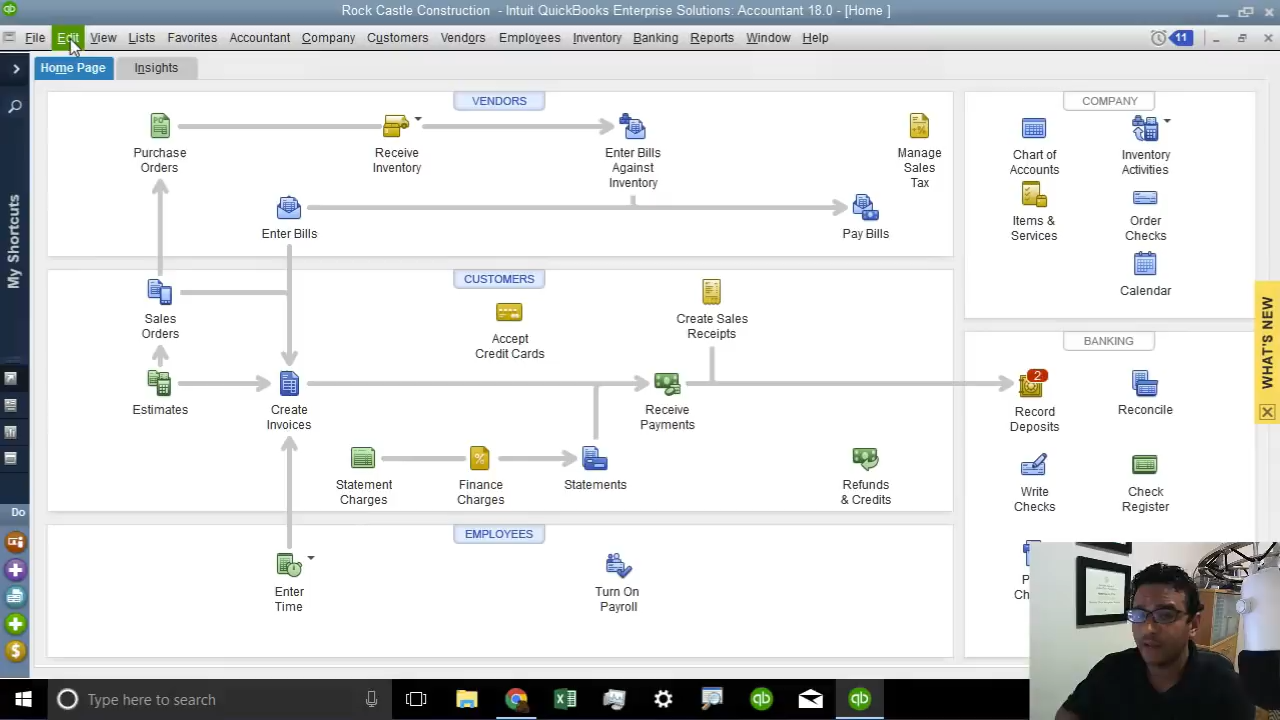 Rock Castle Construction - Intuit QuickBooks Enterprise Solutions: Accountant 18.0 - [Home ]
File Edit View Lists Favorites Accountant Company Customers Vendors Employees Inventory Banking Reports Window Help
11
Home Page
Insights
My Shortcuts
Do
VENDORS
Purchase
Orders
Receive
Inventory
Enter Bills
Against
Inventory
Manage
Sales
Tax
Enter Bills
Pay Bills
CUSTOMERS
Sales
Orders
Accept
Credit Cards
Create Sales
Receipts
Estimates
Create
Invoices
Receive
Payments
Statement
Charges
Finance
Charges
Statements
Refunds
& Credits
EMPLOYEES
Enter
Time
Turn On
Payroll
COMPANY
Chart of
Accounts
Inventory
Activities
Items &
Services
Order
Checks
Calendar
BANKING
2
Record
Deposits
Reconcile
Write
Checks
Check
Register
WHAT'S NEW
Type here to search